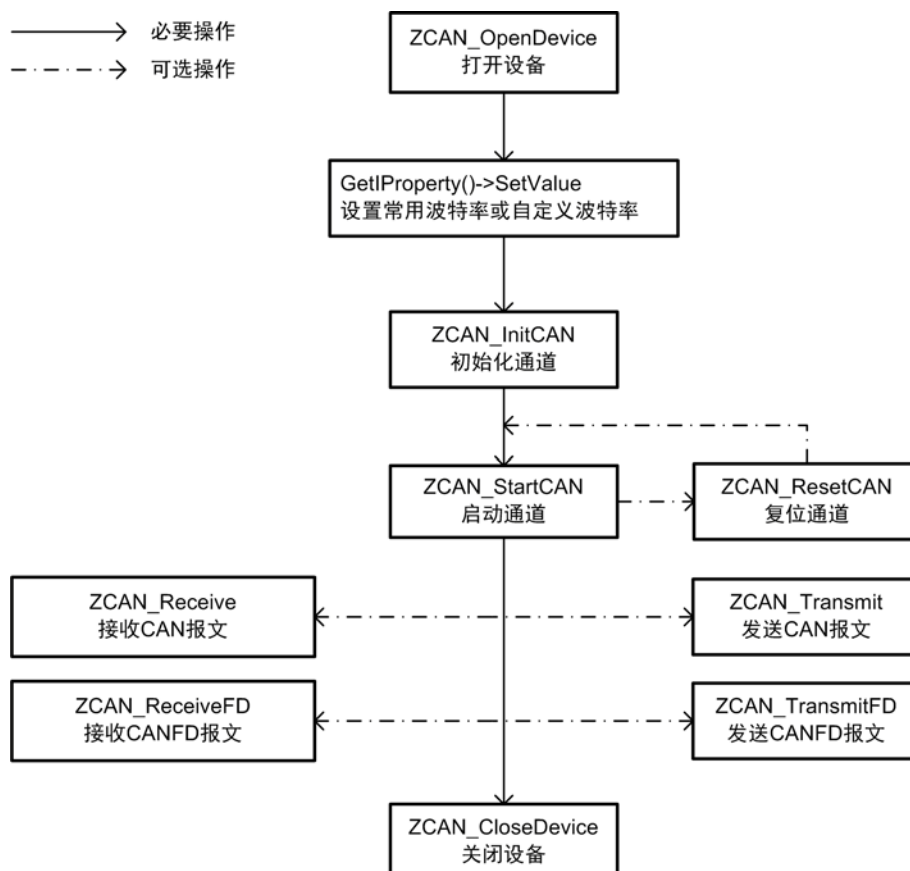 必要操作
可选操作
ZCAN_OpenDevice
打开设备
GetIProperty()->SetValue
设置常用波特率或自定义波特率
ZCAN_InitCAN
初始化通道
ZCAN_StartCAN
启动通道
ZCAN_ResetCAN
复位通道
ZCAN_Receive
接收CAN报文
ZCAN_Transmit
发送CAN报文
ZCAN_ReceiveFD
接收CANFD报文
ZCAN_TransmitFD
发送CANFD报文
ZCAN_CloseDevice
关闭设备